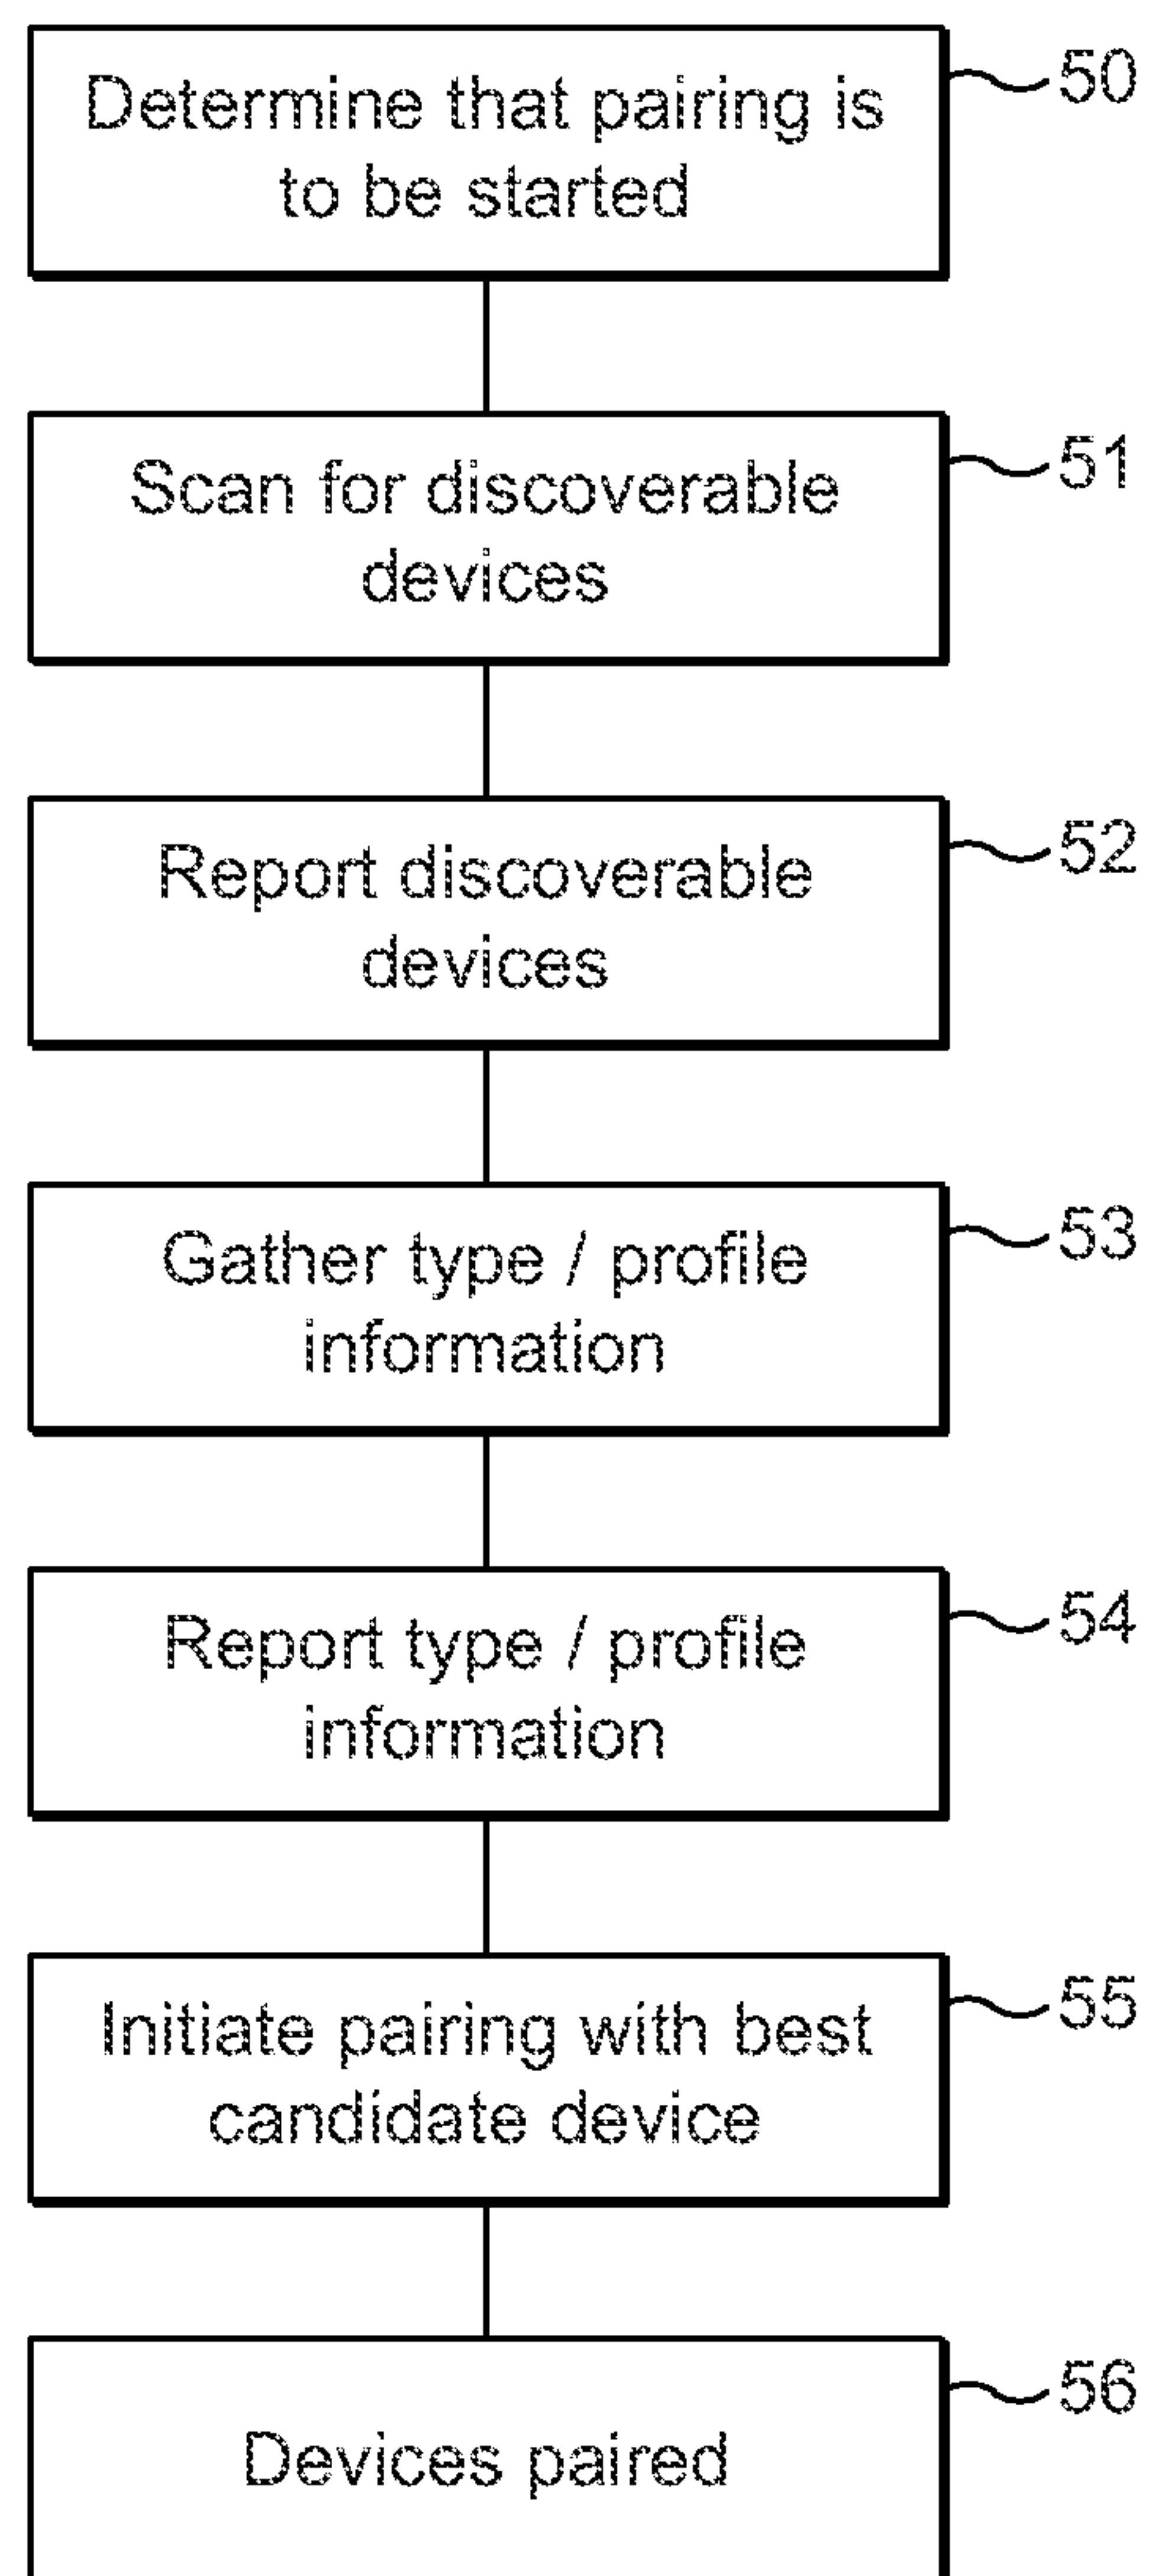 Determine that pairing is
to be started
50
Scan for discoverable
devices
51
Report discoverable
devices
52
Gather type / profile
information
53
Report type / profile
information
54
Initiate pairing with best
candidate device
55
Devices paired
56